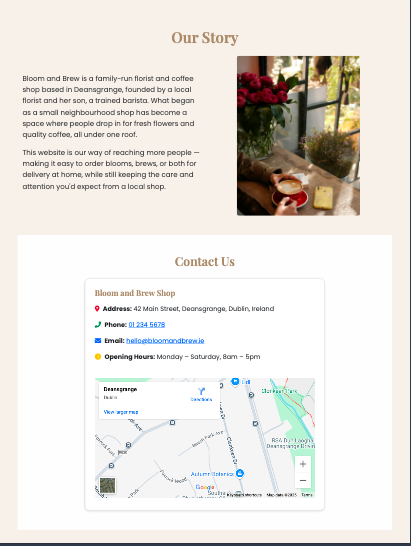 Our Story
Bloom and Brew is a family-run florist and coffee
shop based in Deansgrange, founded by a local
florist and her son, a trained barista. What began
as a small neighbourhood shop has become a
space where people drop in for fresh flowers and
quality coffee, all under one roof.
This website is our way of reaching more people —
making it easy to order blooms, brews, or both for
delivery at home, while still keeping the care and
attention you'd expect from a local shop.
Contact Us
Bloom and Brew Shop
Address: 42 Main Street, Deansgrange, Dublin, Ireland
Phone: 01 234 5678
Email: hello@bloomandbrew.ie
Opening Hours: Monday – Saturday, 8am – 5pm
Deansgrange
Dublin
Directions
View larger map
Lidl
Clonkeen Park
Clonkeen Dr
Autumn Botanics
Google
Keyboard shortcuts
Map data ©2025
Terms